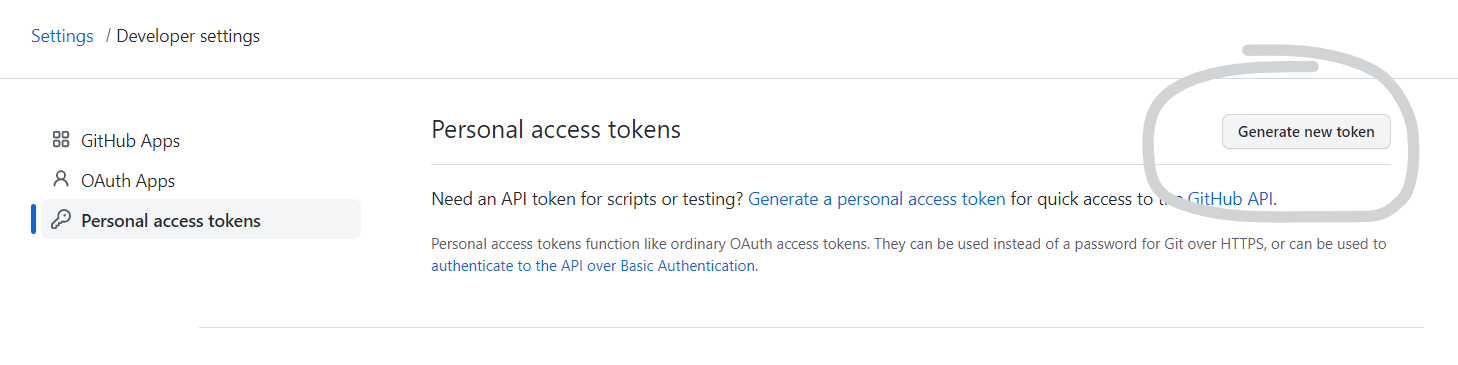 Settings / Developer settings
GitHub Apps
OAuth Apps
Personal access tokens
Personal access tokens
Generate new token
Need an API token for scripts or testing? Generate a personal access token for quick access to the GitHub API.
Personal access tokens function like ordinary OAuth access tokens. They can be used instead of a password for Git over HTTPS, or can be used to
authenticate to the API over Basic Authentication.